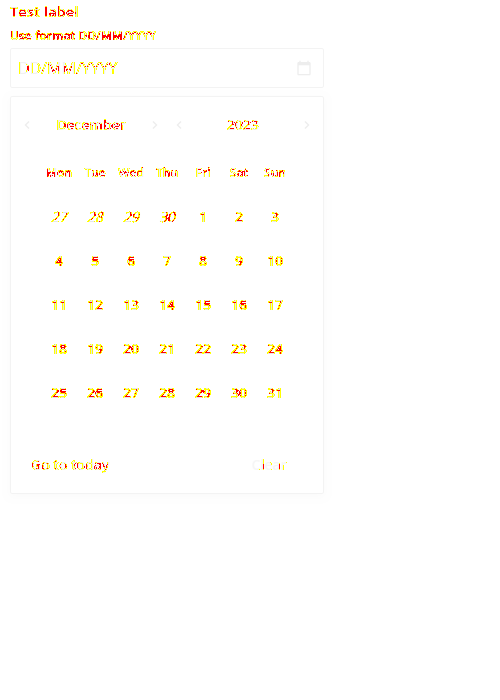 Test label
Use format DD/MM/YYYY
DD/MM/YYYY
December 2023
Mon Tue Wed Thu Fri Sat Sun
27 28 29 30 1 2 3
4 5 6 7 8 9 10
11 12 13 14 15 16 17
18 19 20 21 22 23 24
25 26 27 28 29 30 31
Go to today Clear